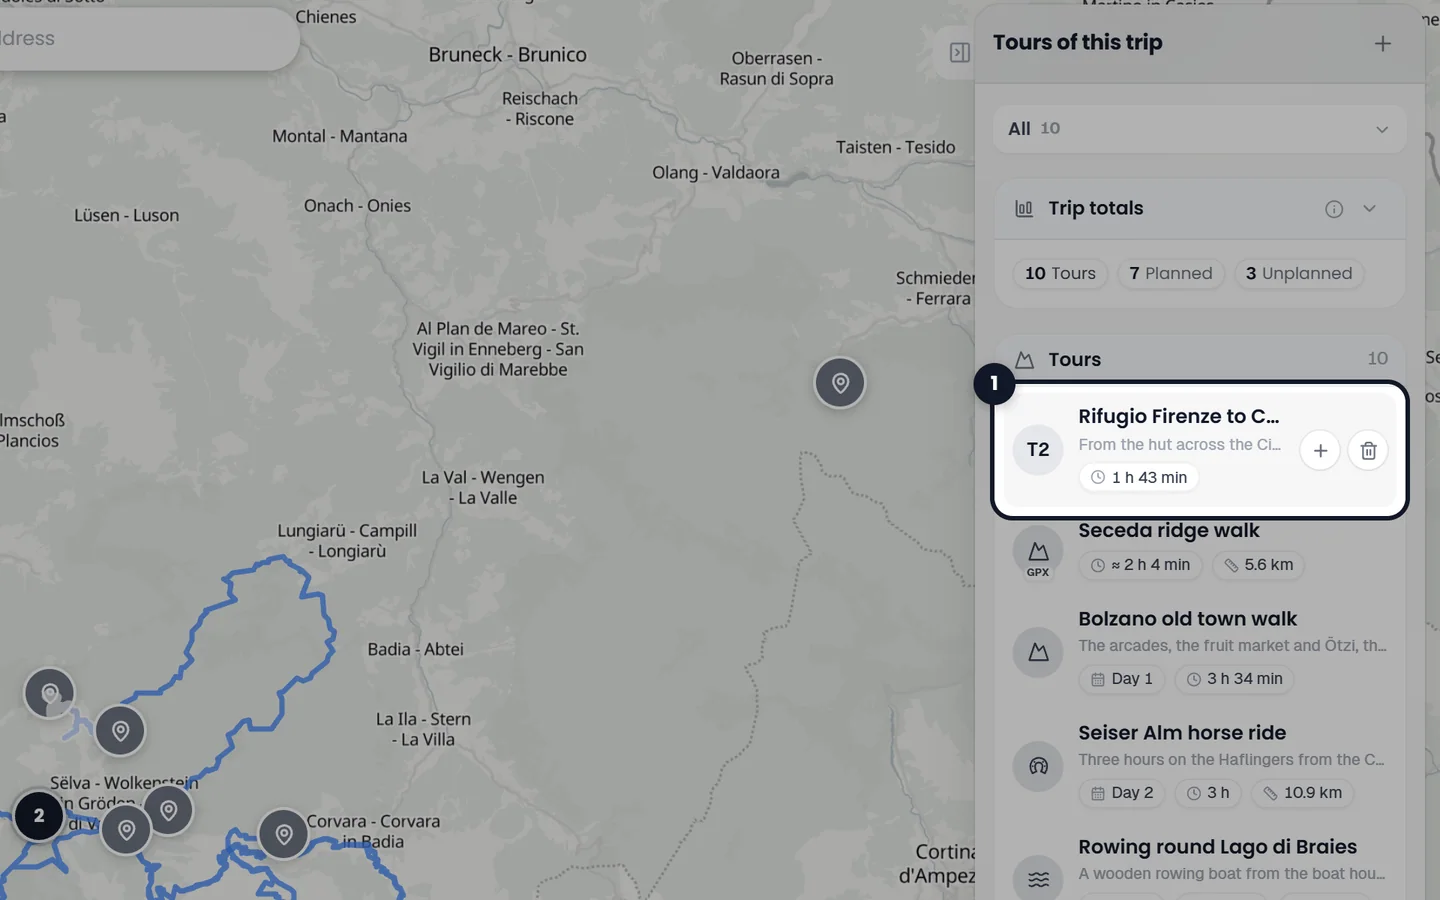 Chienes
dress
Bruneck - Brunico
Oberrasen -
Rasun di Sopra
Reischach
- Riscone
Montal - Mantana
Taisten - Tesido
Olang - Valdaora
Lüsen - Luson
Onach - Onies
Schmieder
- Ferrara
Al Plan de Mareo - St.
Vigil in Enneberg - San
Vigilio di Marebbe
lmschoß
Plancios
La Val - Wengen
- La Valle
Lungiarü - Campill
- Longiarù
Badia - Abtei
La Ila - Stern
- La Villa
Sëlva - Wolkenstein
in Gröden
di V
2
Corvara - Corvara
in Badia
Cortina
d'Ampez
Tours of this trip
All 10
Trip totals
10 Tours
7 Planned
3 Unplanned
Tours 10
1
T2
Rifugio Firenze to C...
From the hut across the Ci...
1 h 43 min
Seceda ridge walk
GPX
≈ 2 h 4 min
5.6 km
Bolzano old town walk
The arcades, the fruit market and Ötzi, th...
Day 1
3 h 34 min
Seiser Alm horse ride
Three hours on the Haflingers from the C...
Day 2
3 h
10.9 km
Rowing round Lago di Braies
A wooden rowing boat from the boat hou...